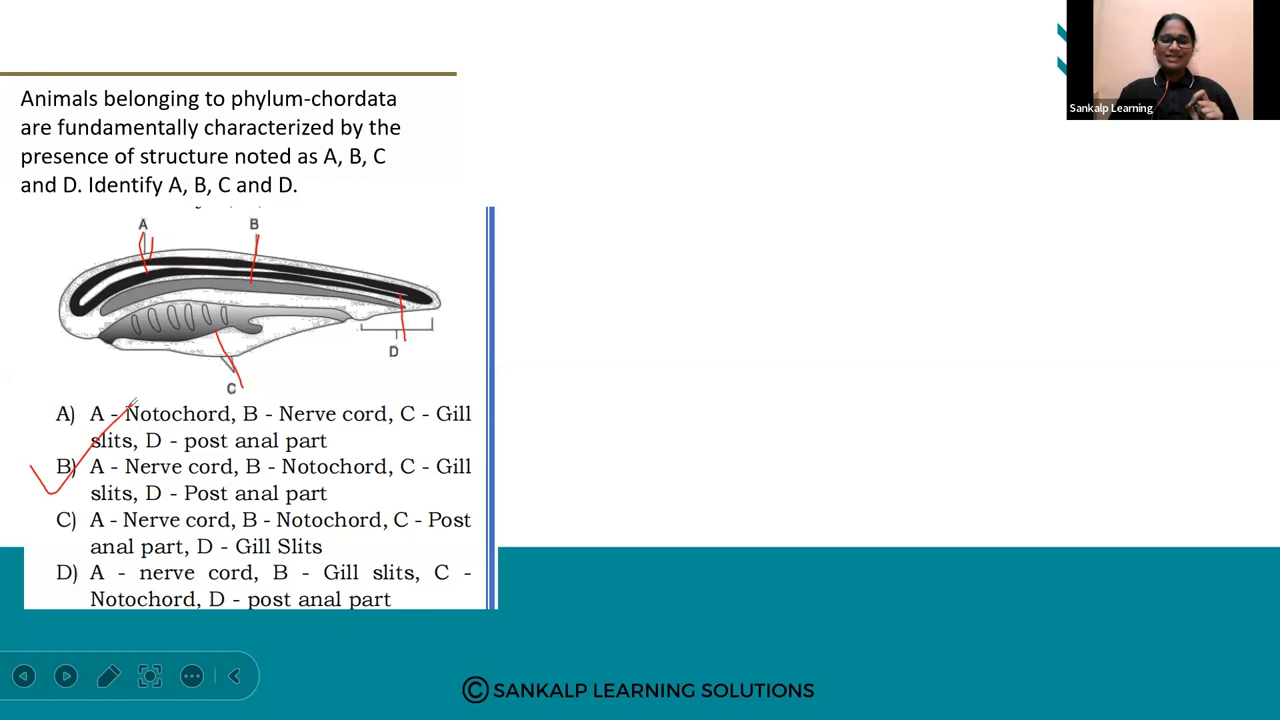 Sankalp Learning
Animals belonging to phylum-chordata
are fundamentally characterized by the
presence of structure noted as A, B, C
and D. Identify A, B, C and D.
A
B
D
C
A) A - Notochord, B - Nerve cord, C - Gill
slits, D - post anal part
B) A - Nerve cord, B - Notochord, C - Gill
slits, D - Post anal part
C) A - Nerve cord, B - Notochord, C - Post
anal part, D - Gill Slits
D) A - nerve cord, B - Gill slits, C -
Notochord, D - post anal part
© SANKALP LEARNING SOLUTIONS